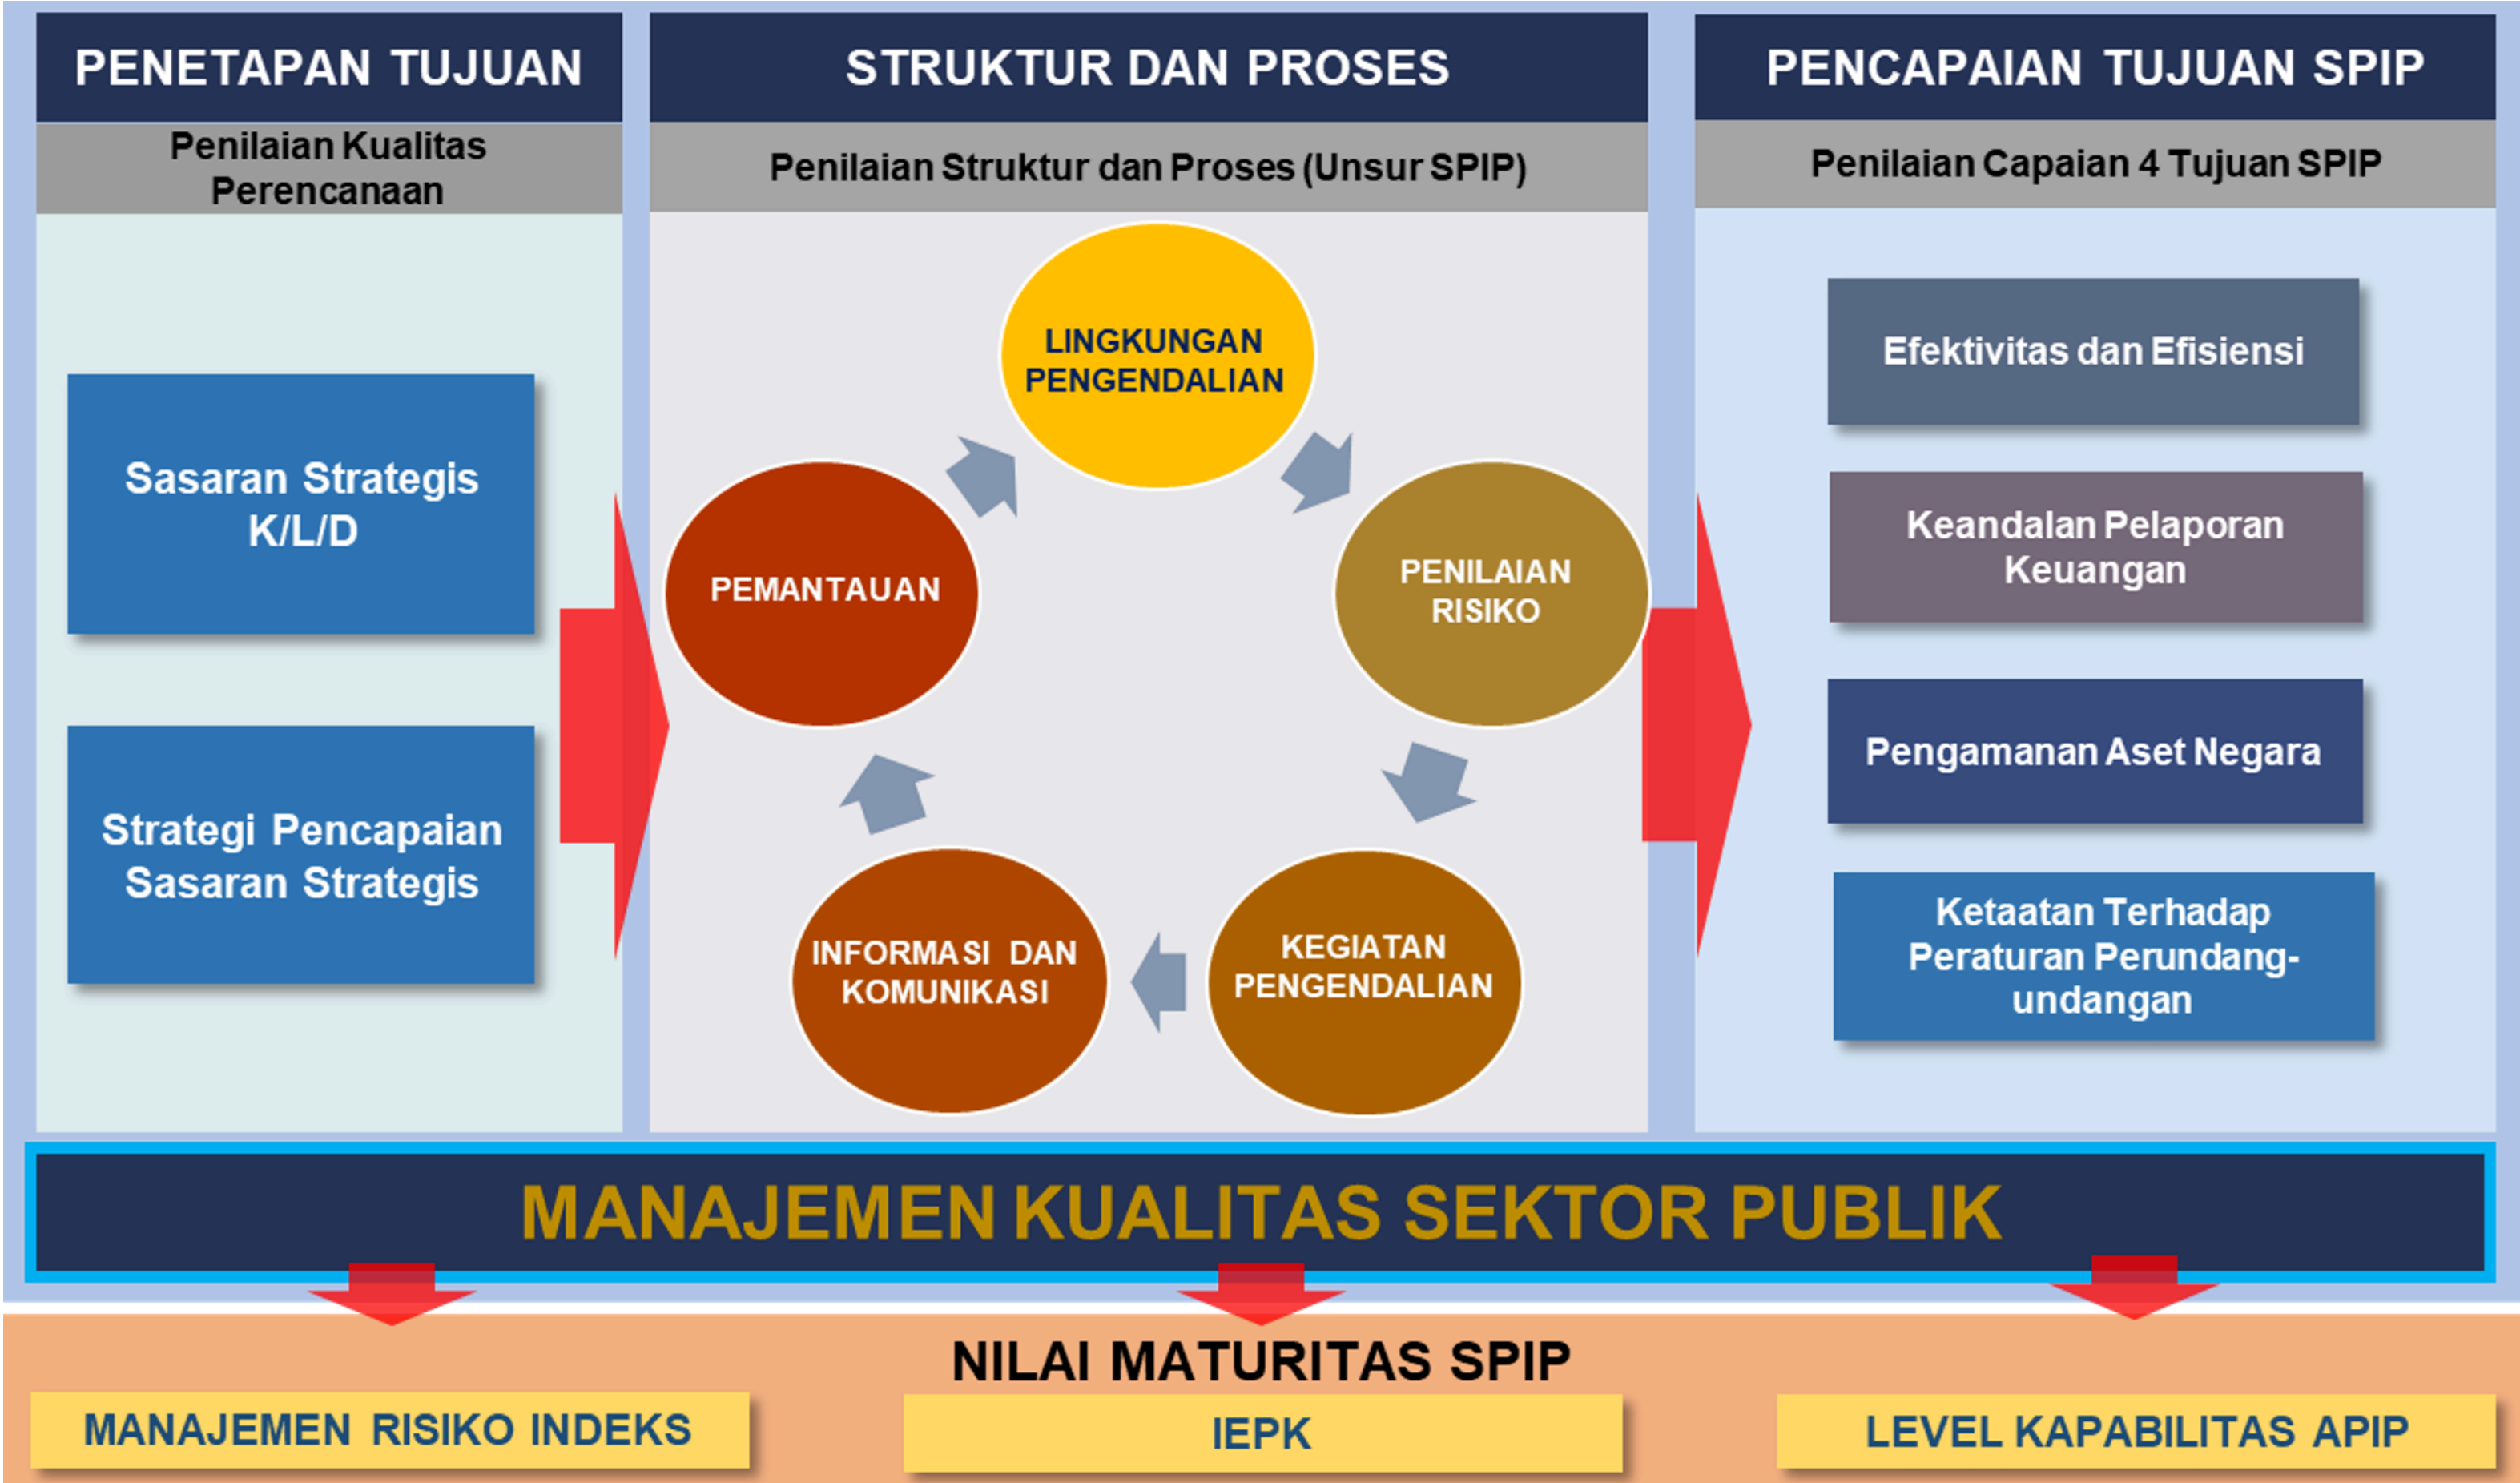 PENETAPAN TUJUAN
Penilaian Kualitas
Perencanaan
Sasaran Strategis
K/L/D
Strategi Pencapaian
Sasaran Strategis
STRUKTUR DAN PROSES
Penilaian Struktur dan Proses (Unsur SPIP)
LINGKUNGAN
PENGENDALIAN
PENILAIAN
RISIKO
KEGIATAN
PENGENDALIAN
INFORMASI DAN
KOMUNIKASI
PEMANTAUAN
PENCAPAIAN TUJUAN SPIP
Penilaian Capaian 4 Tujuan SPIP
Efektivitas dan Efisiensi
Keandalan Pelaporan
Keuangan
Pengamanan Aset Negara
Ketaatan Terhadap
Peraturan Perundang-
undangan
MANAJEMEN KUALITAS SEKTOR PUBLIK
NILAI MATURITAS SPIP
MANAJEMEN RISIKO INDEKS
IEPK
LEVEL KAPABILITAS APIP